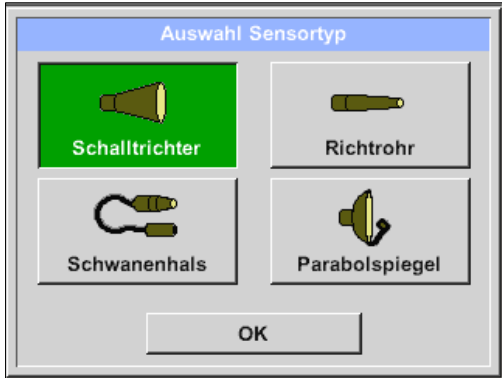 Auswahl Sensortyp
Schalltrichter
Richtrohr
Schwanenhals
Parabolspiegel
OK